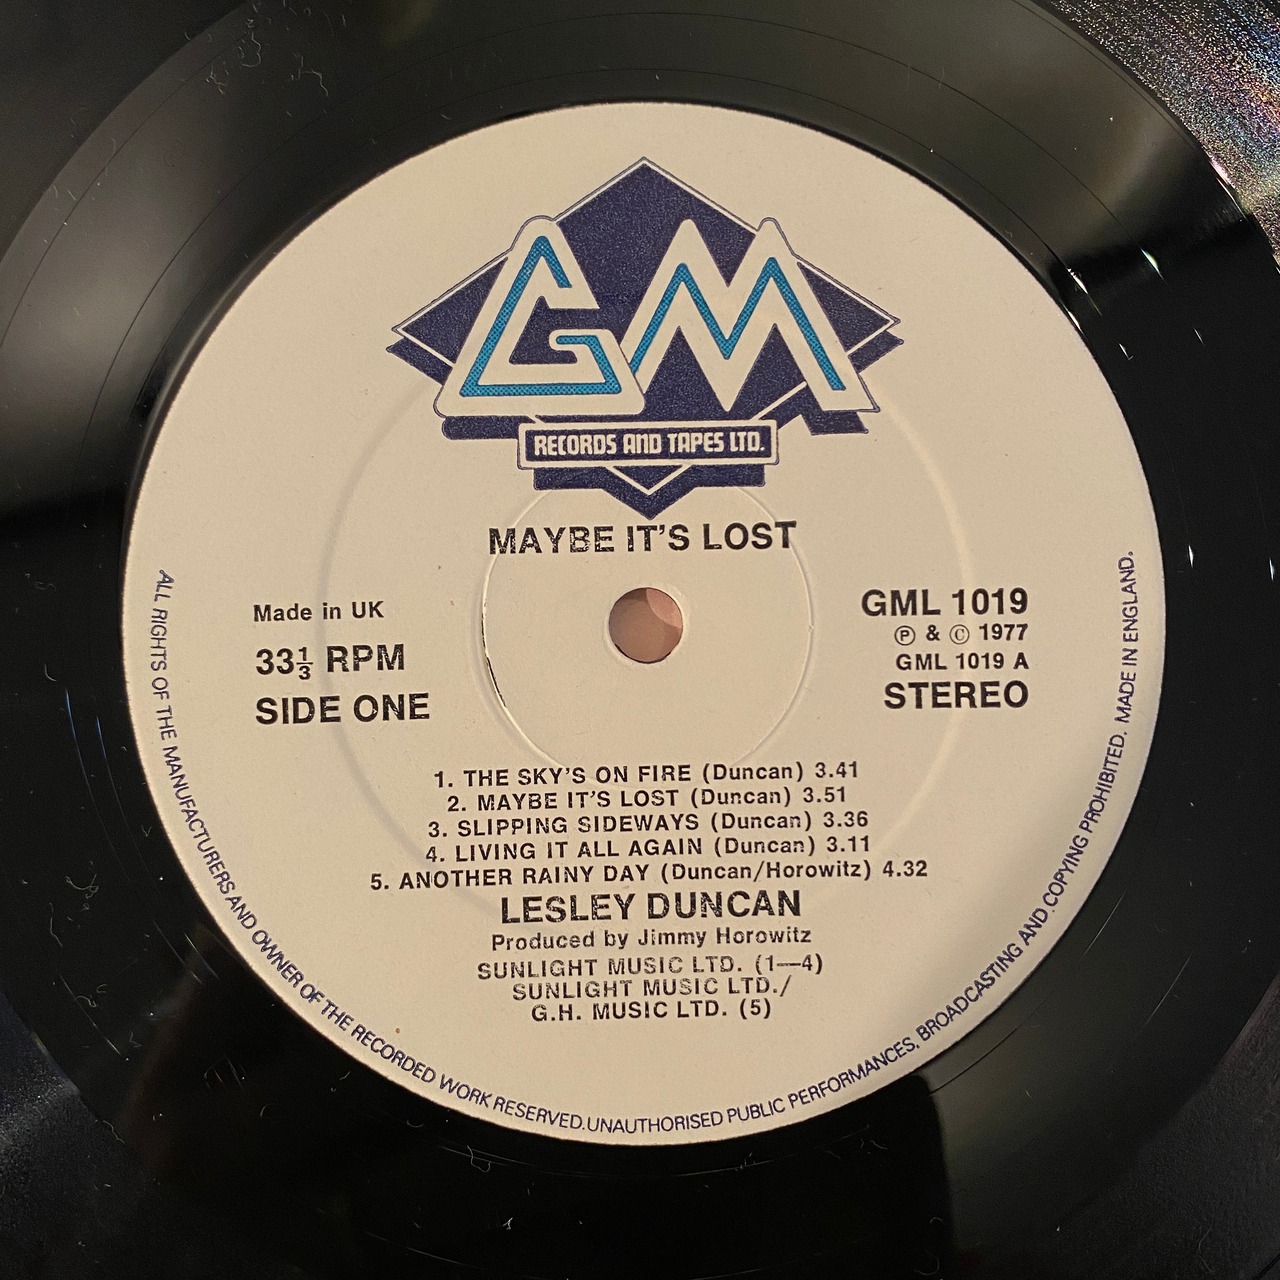 GM
RECORDS AND TAPES LTD.
MAYBE IT'S LOST
Made in UK
33⅓ RPM
SIDE ONE
GML 1019
℗ & © 1977
GML 1019 A
STEREO
1. THE SKY'S ON FIRE (Duncan) 3.41
2. MAYBE IT'S LOST (Duncan) 3.51
3. SLIPPING SIDEWAYS (Duncan) 3.36
4. LIVING IT ALL AGAIN (Duncan) 3.11
5. ANOTHER RAINY DAY (Duncan/Horowitz) 4.32
LESLEY DUNCAN
Produced by Jimmy Horowitz
SUNLIGHT MUSIC LTD. (1—4)
SUNLIGHT MUSIC LTD./
G.H. MUSIC LTD. (5)
ALL RIGHTS OF THE MANUFACTURERS AND OWNER OF THE RECORDED WORK RESERVED. UNAUTHORISED PUBLIC PERFORMANCES, BROADCASTING AND COPYING PROHIBITED. MADE IN ENGLAND.